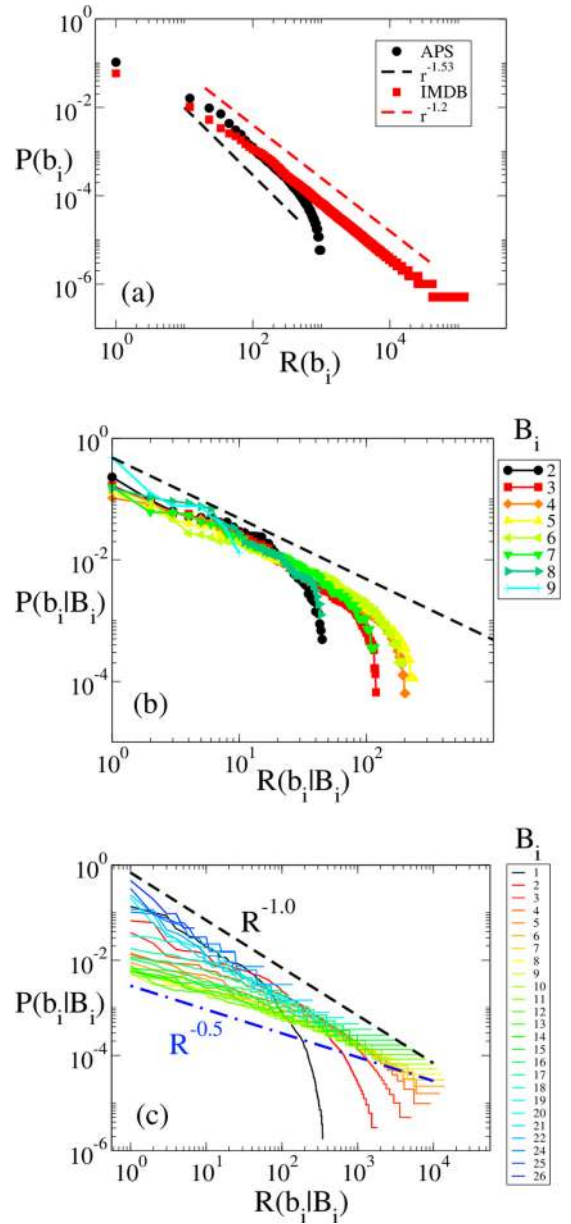 10^0
10^-2
10^-4
10^-6
P(b_i)
APS
r^-1.53
IMDB
r^-1.2
(a)
10^0 10^2 10^4
R(b_i)
10^0
10^-2
10^-4
P(b_i|B_i)
B_i
2
3
4
5
6
7
8
9
(b)
10^0 10^1 10^2
R(b_i|B_i)
10^0
10^-2
10^-4
10^-6
P(b_i|B_i)
R^-1.0
R^-0.5
B_i
1
2
3
4
5
6
7
8
9
10
11
12
13
14
15
16
17
18
19
20
21
22
24
25
26
(c)
10^0 10^1 10^2 10^3 10^4
R(b_i|B_i)